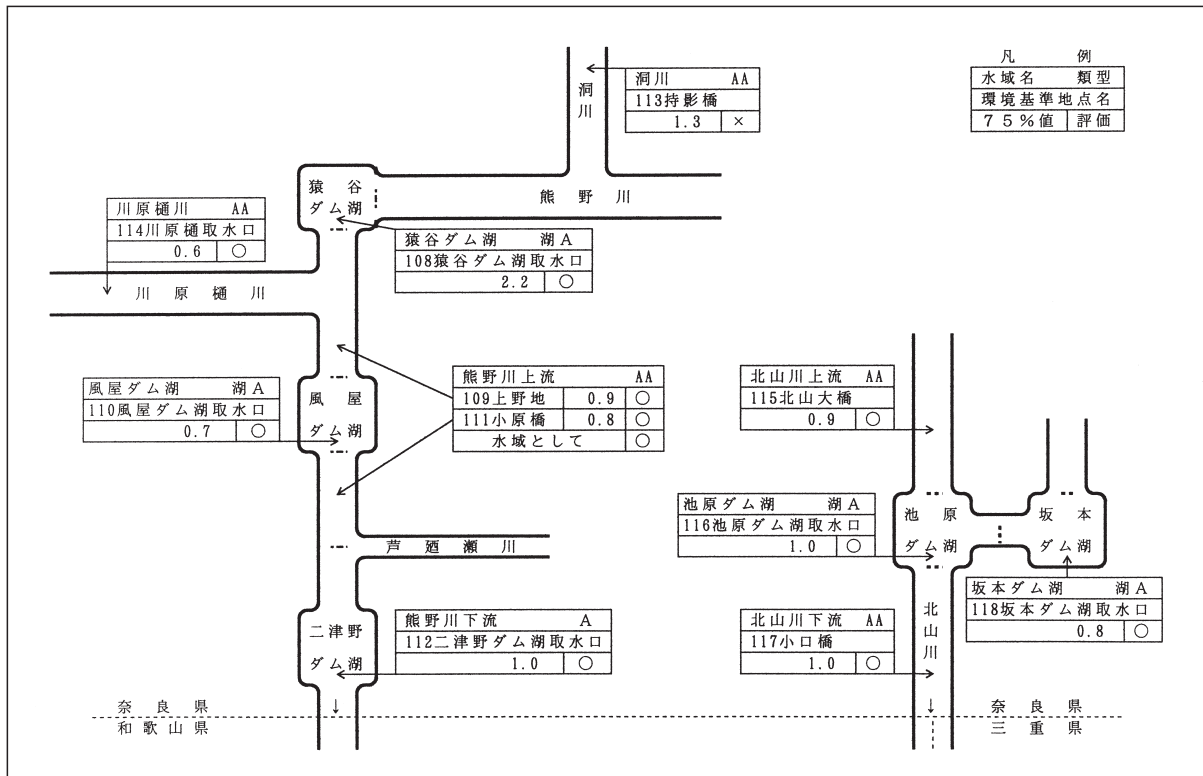 凡 例
水域名 類型
環境基準地点名
75%値 評価
洞川 AA
113持影橋
1.3 ×
洞川
熊野川
猿谷
ダム湖
川原樋川 AA
114川原樋取水口
0.6 ○
猿谷ダム湖 湖A
108猿谷ダム湖取水口
2.2 ○
川原樋川
風屋ダム湖 湖A
110風屋ダム湖取水口
0.7 ○
風屋
ダム湖
熊野川上流 AA
109上野地 0.9 ○
111小原橋 0.8 ○
水域として ○
北山川上流 AA
115北山大橋
0.9 ○
池原ダム湖 湖A
116池原ダム湖取水口
1.0 ○
池原
ダム湖
坂本
ダム湖
芦廼瀬川
坂本ダム湖 湖A
118坂本ダム湖取水口
0.8 ○
二津野
ダム湖
熊野川下流 A
112二津野ダム湖取水口
1.0 ○
北山川下流 AA
117小口橋
1.0 ○
北山川
奈良県
和歌山県
奈良県
三重県